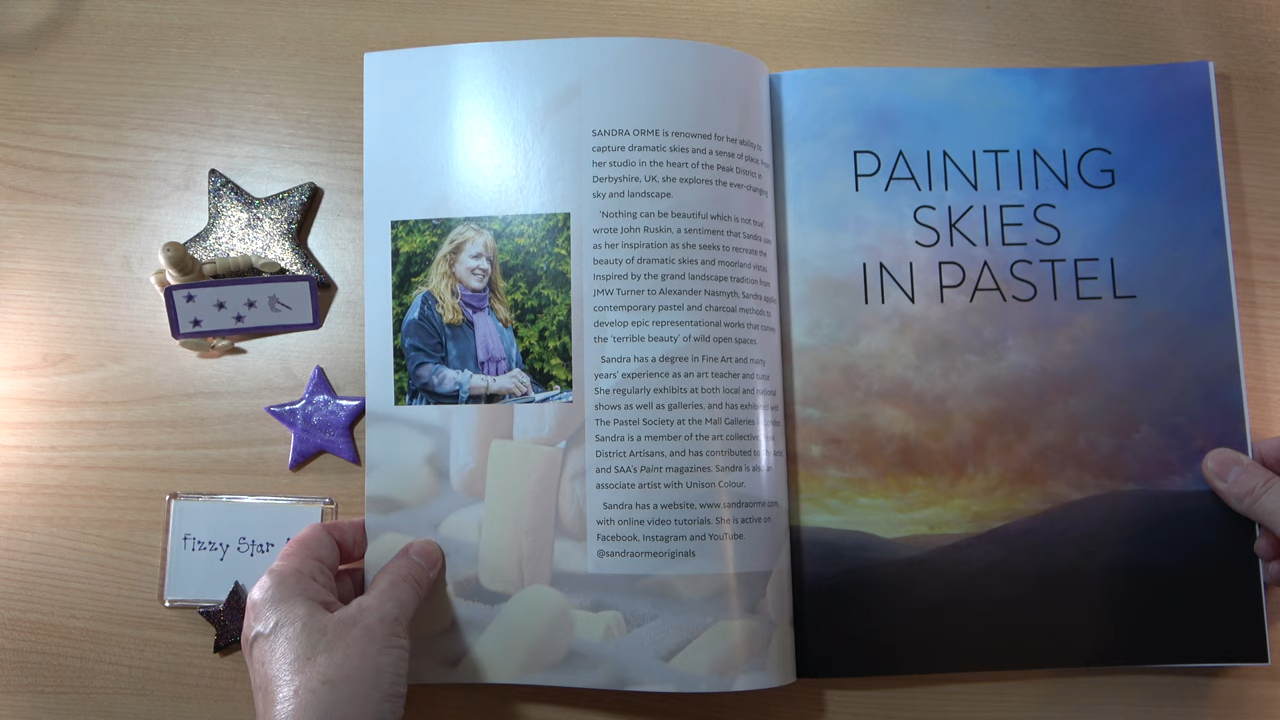 SANDRA ORME is renowned for her ability to
capture dramatic skies and a sense of place. From
her studio in the heart of the Peak District in
Derbyshire, UK, she explores the ever-changing
sky and landscape.
'Nothing can be beautiful which is not true'
wrote John Ruskin, a sentiment that Sandra uses
as her inspiration as she seeks to recreate the
beauty of dramatic skies and moorland vistas.
Inspired by the grand landscape tradition from
JMW Turner to Alexander Nasmyth, Sandra applies
contemporary pastel and charcoal methods to
develop epic representational works that convey
the 'terrible beauty' of wild open spaces.
Sandra has a degree in Fine Art and many
years' experience as an art teacher and tutor.
She regularly exhibits at both local and national
shows as well as galleries, and has exhibited with
The Pastel Society at the Mall Galleries in London.
Sandra is a member of the art collective, Peak
District Artisans, and has contributed to The Artist
and SAA's Paint magazines. Sandra is also an
associate artist with Unison Colour.
Sandra has a website, www.sandraorme.com,
with online video tutorials. She is active on
Facebook, Instagram and YouTube.
@sandraormeoriginals
PAINTING
SKIES
IN PASTEL
Fizzy Star